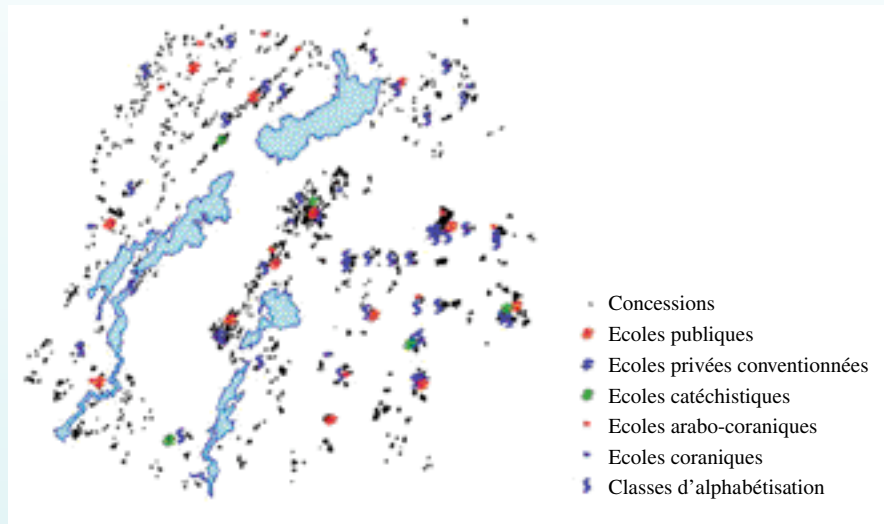 Concessions
Ecoles publiques
Ecoles privées conventionnées
Ecoles catéchistiques
Ecoles arabo-coraniques
Ecoles coraniques
Classes d'alphabétisation